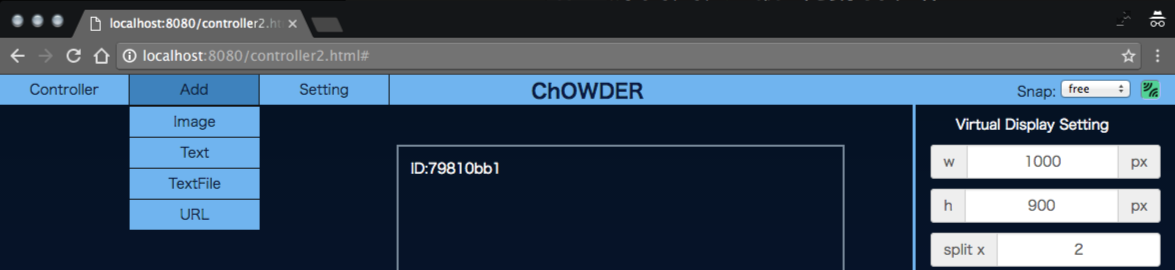 localhost:8080/controller2.ht
localhost:8080/controller2.html#
Controller Add Setting ChOWDER Snap: free
Image
Text
TextFile
URL
ID:79810bb1
Virtual Display Setting
w 1000 px
h 900 px
split x 2